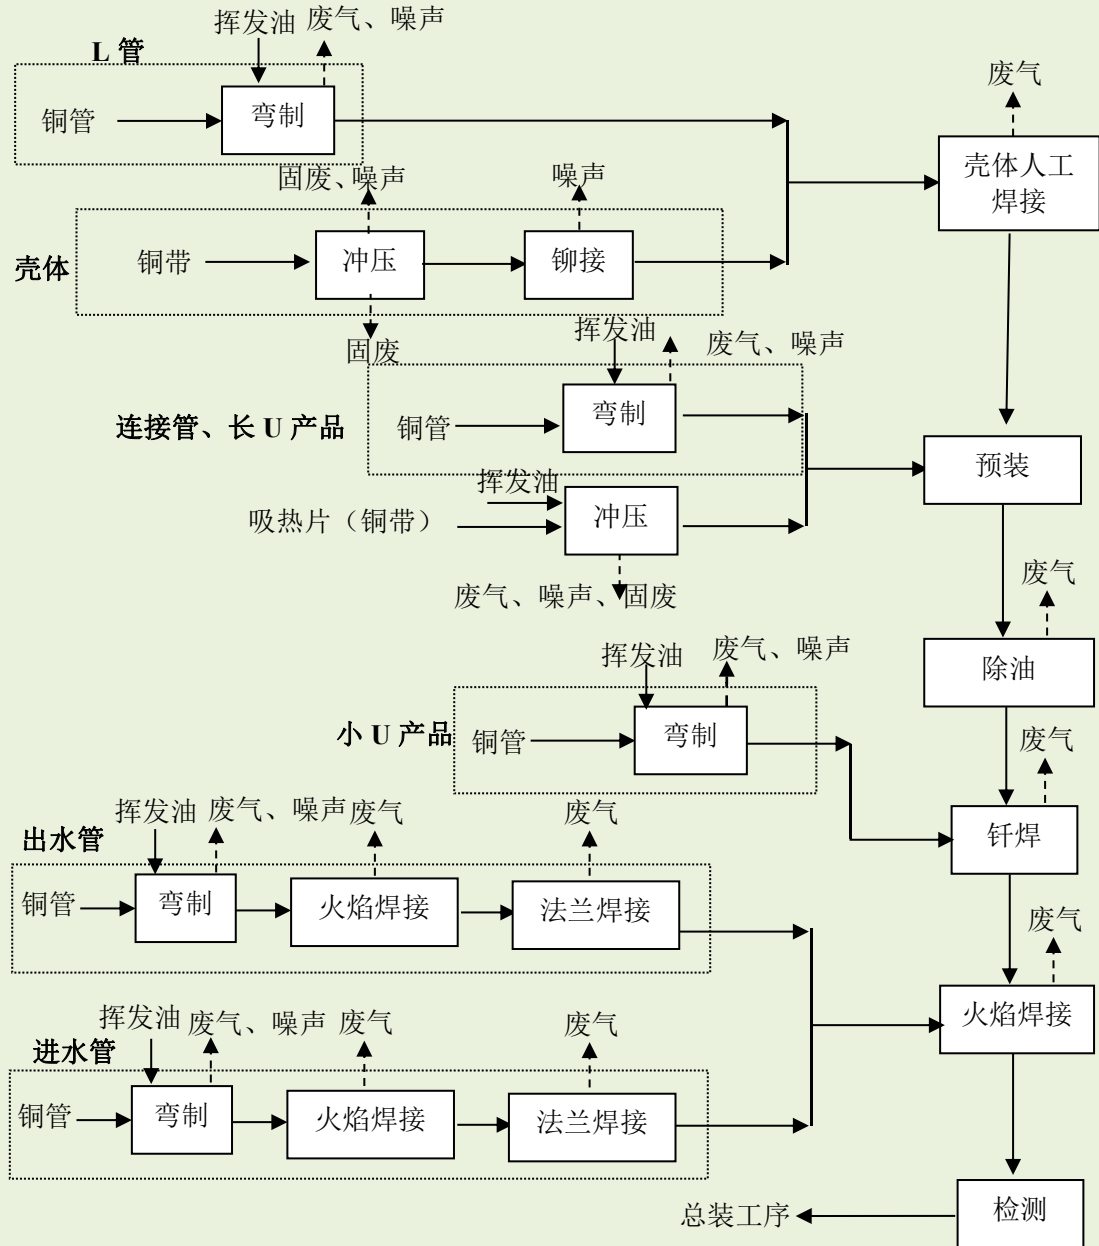 挥发油
废气、噪声
L 管
铜管
弯制
废气
壳体人工
焊接
固废、噪声
噪声
壳体
铜带
冲压
铆接
固废
挥发油
废气、噪声
连接管、长 U 产品
铜管
弯制
预装
挥发油
吸热片（铜带）
冲压
废气、噪声、固废
废气
除油
挥发油
废气、噪声
小 U 产品
铜管
弯制
废气
钎焊
挥发油
废气、噪声
废气
废气
出水管
铜管
弯制
火焰焊接
法兰焊接
废气
火焰焊接
挥发油
废气、噪声
废气
废气
进水管
铜管
弯制
火焰焊接
法兰焊接
检测
总装工序